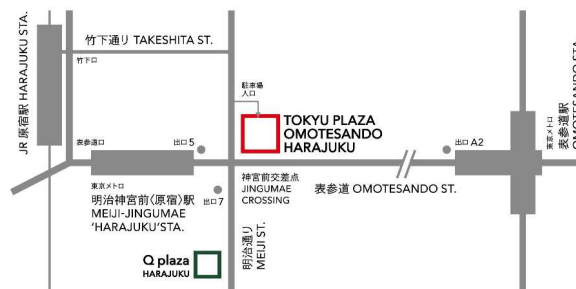 JR 原宿駅 HARAJUKU STA.
竹下通り TAKESHITA ST.
竹下口
駐車場
入口
TOKYU PLAZA
OMOTESANDO
HARAJUKU
表参道口
出口 5
出口 A2
東京メトロ
表参道駅
OMOTESANDO STA.
神宮前交差点
JINGUMAE
CROSSING
表参道 OMOTESANDO ST.
東京メトロ
明治神宮前〈原宿〉駅
MEIJI-JINGUMAE
‘HARAJUKU’STA.
出口 7
明治通り
MEIJI ST.
Q plaza
HARAJUKU